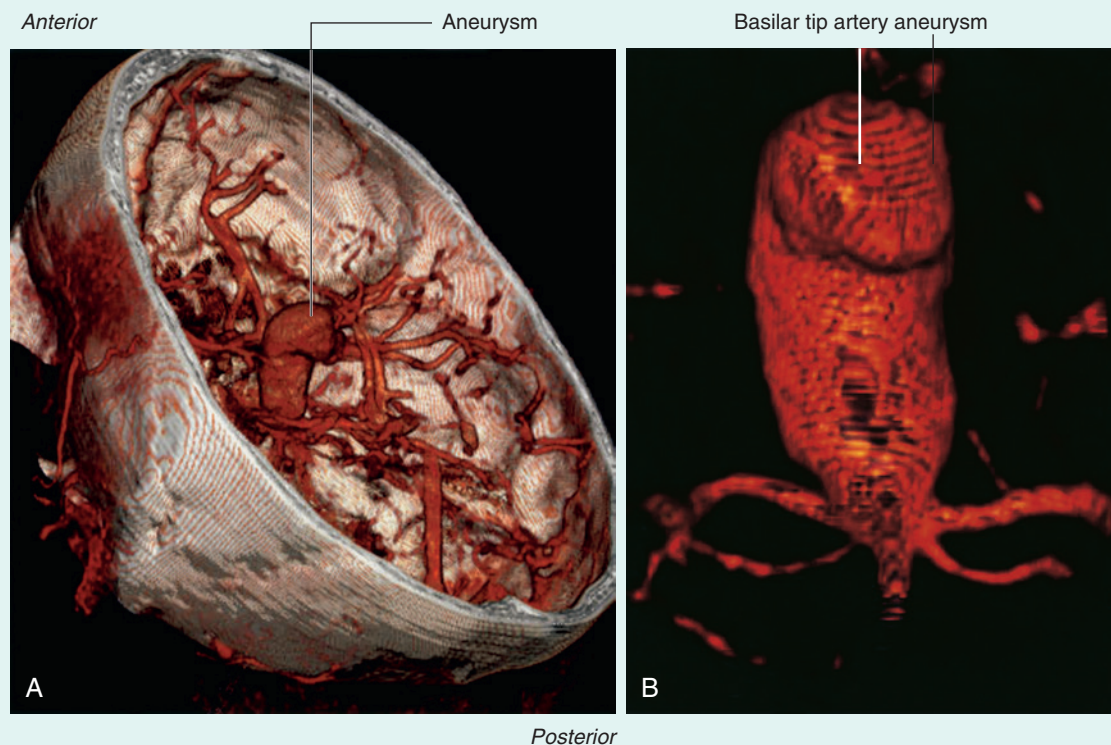 Anterior
Aneurysm
Basilar tip artery aneurysm
A
B
Posterior